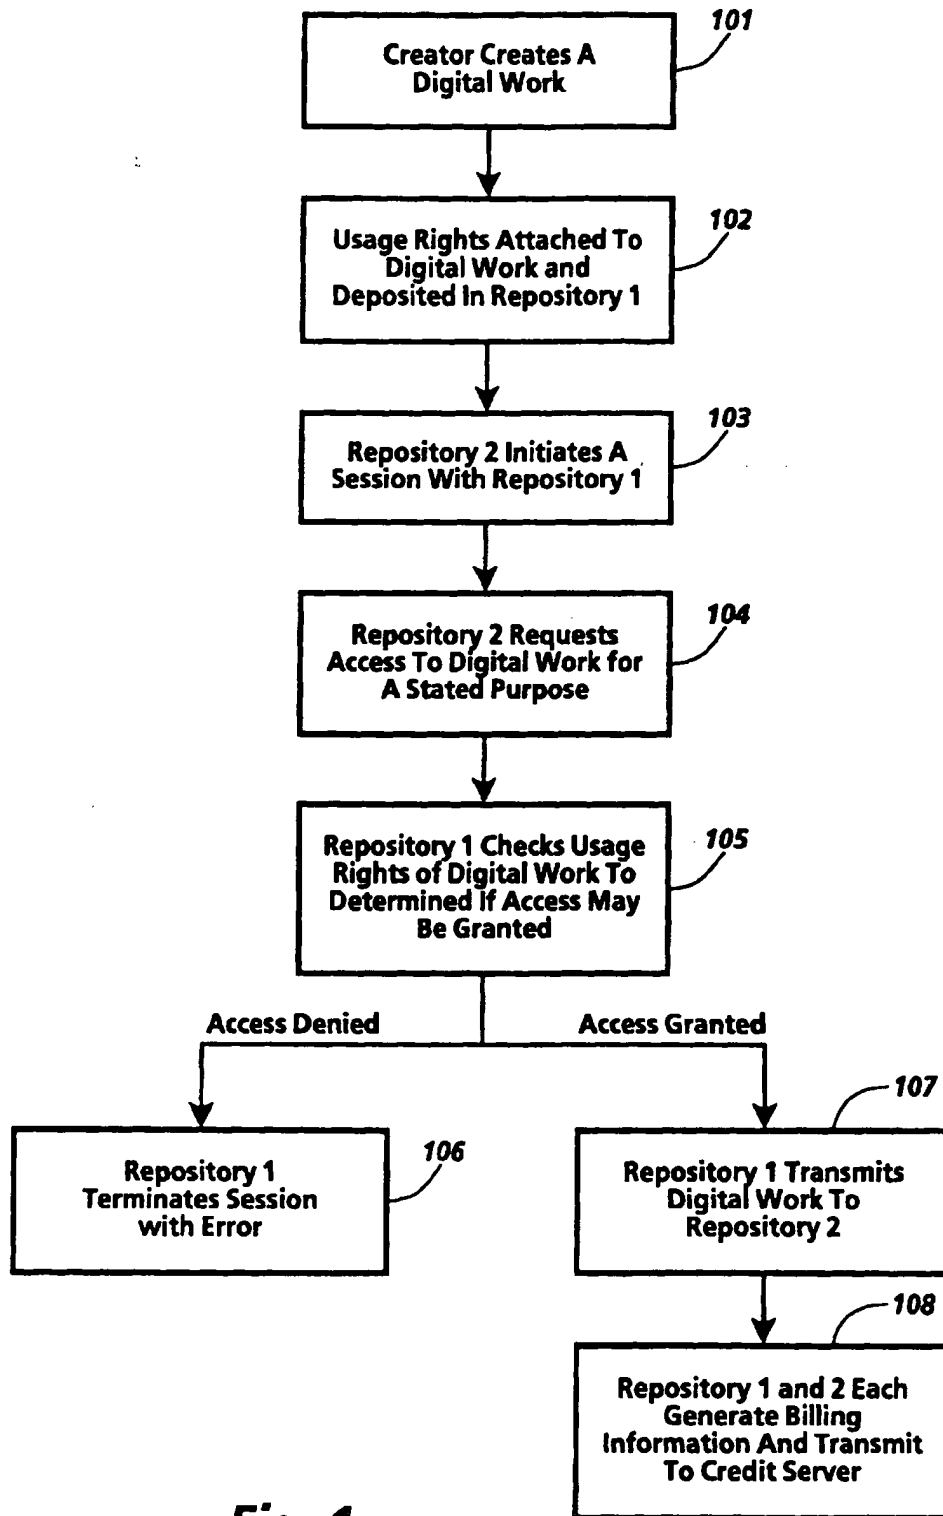 101
Creator Creates A
Digital Work
102
Usage Rights Attached To
Digital Work and
Deposited In Repository 1
103
Repository 2 Initiates A
Session With Repository 1
104
Repository 2 Requests
Access To Digital Work for
A Stated Purpose
105
Repository 1 Checks Usage
Rights of Digital Work To
Determined If Access May
Be Granted
Access Denied
Access Granted
106
Repository 1
Terminates Session
with Error
107
Repository 1 Transmits
Digital Work To
Repository 2
108
Repository 1 and 2 Each
Generate Billing
Information And Transmit
To Credit Server